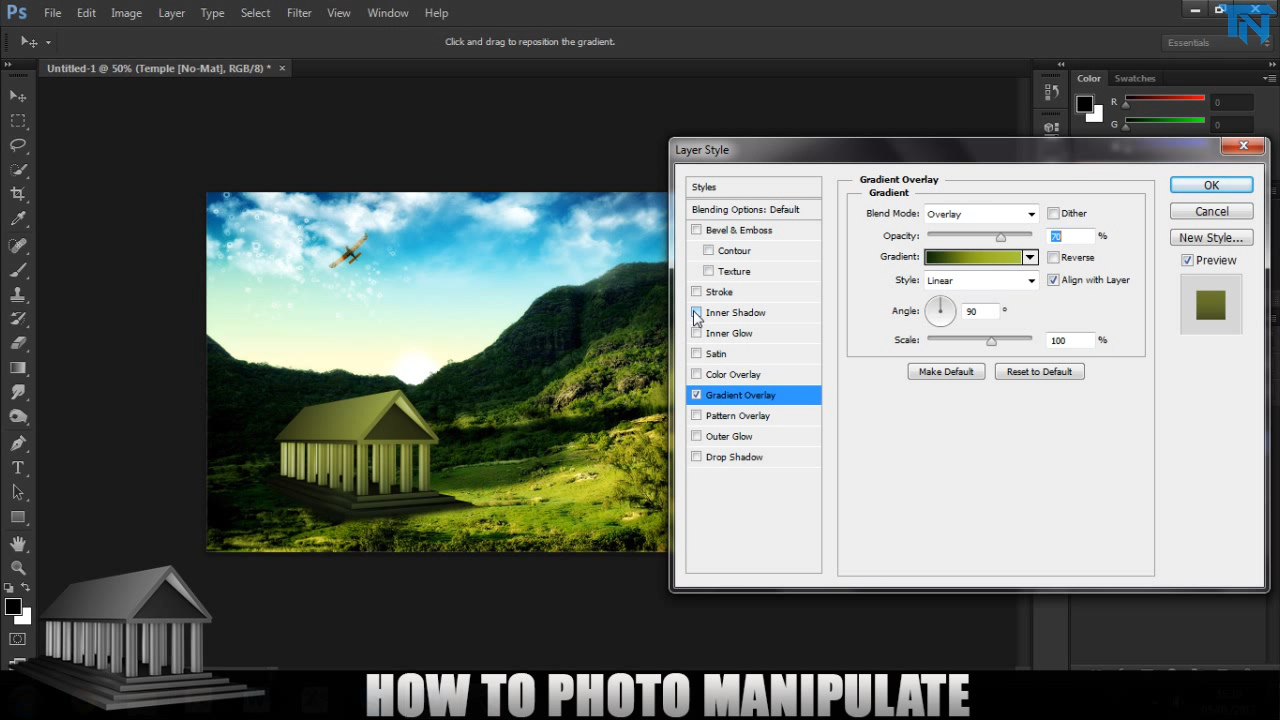 Ps File Edit Image Layer Type Select Filter View Window Help
TN
Click and drag to reposition the gradient.
Essentials
Untitled-1 @ 50% (Temple [No-Mat], RGB/8) * ×
Color Swatches
R 0
G 0
Layer Style
Styles
Blending Options: Default
Bevel & Emboss
Contour
Texture
Stroke
Inner Shadow
Inner Glow
Satin
Color Overlay
Gradient Overlay
Pattern Overlay
Outer Glow
Drop Shadow
Gradient Overlay
Gradient
Blend Mode: Overlay Dither
Opacity: 70 %
Gradient: Reverse
Style: Linear Align with Layer
Angle: 90 °
Scale: 100 %
Make Default Reset to Default
OK
Cancel
New Style...
Preview
HOW TO PHOTO MANIPULATE